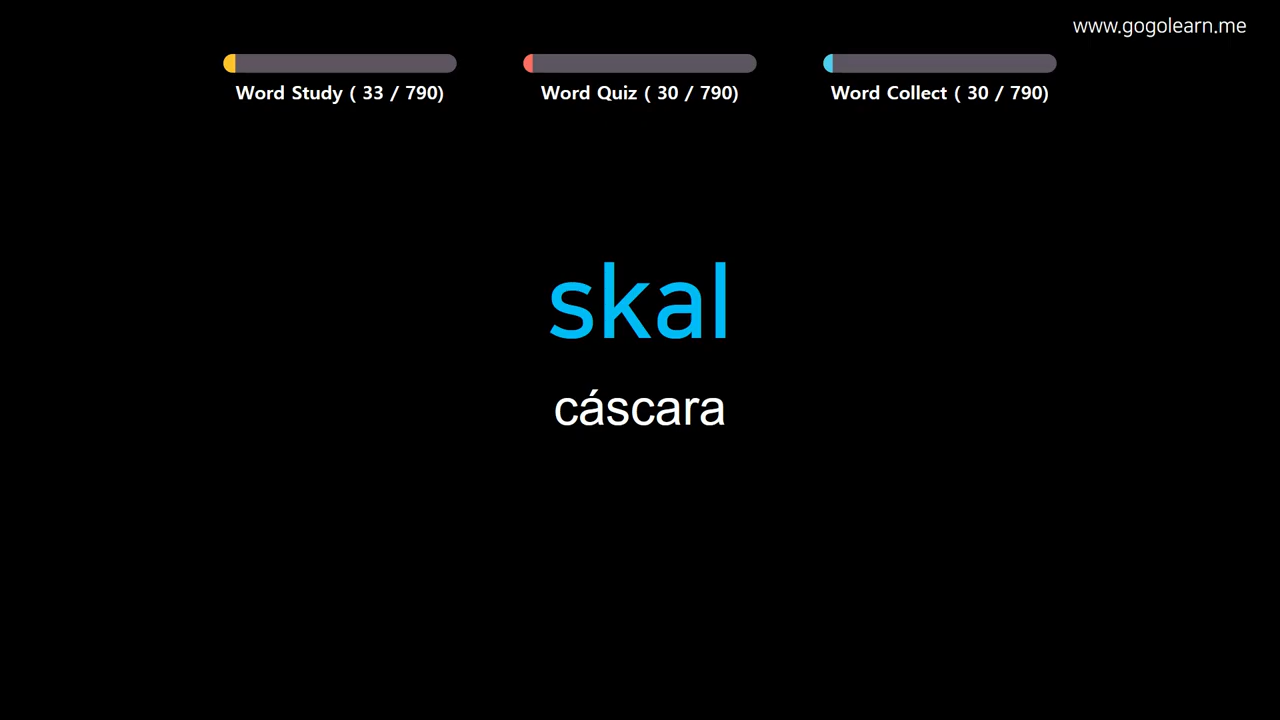 www.gogolearn.me
Word Study ( 33 / 790)
Word Quiz ( 30 / 790)
Word Collect ( 30 / 790)
skal
cáscara